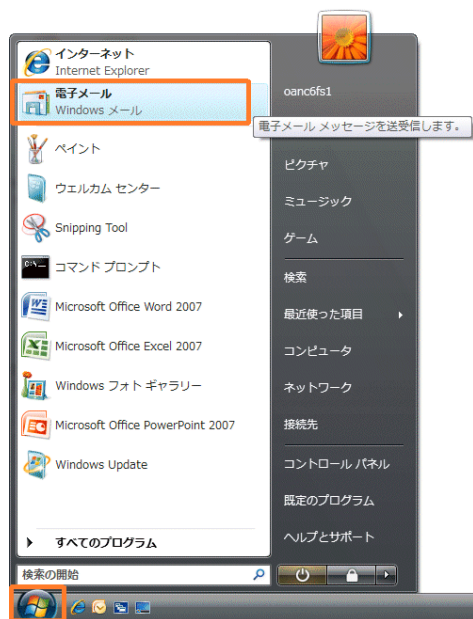 インターネット
Internet Explorer
電子メール
Windows メール
ペイント
ウェルカム センター
Snipping Tool
コマンド プロンプト
Microsoft Office Word 2007
Microsoft Office Excel 2007
Windows フォト ギャラリー
Microsoft Office PowerPoint 2007
Windows Update
すべてのプログラム
検索の開始
oanc6fs1
電子メール メッセージを送受信します。
ピクチャ
ミュージック
ゲーム
検索
最近使った項目
コンピュータ
ネットワーク
接続先
コントロール パネル
既定のプログラム
ヘルプとサポート